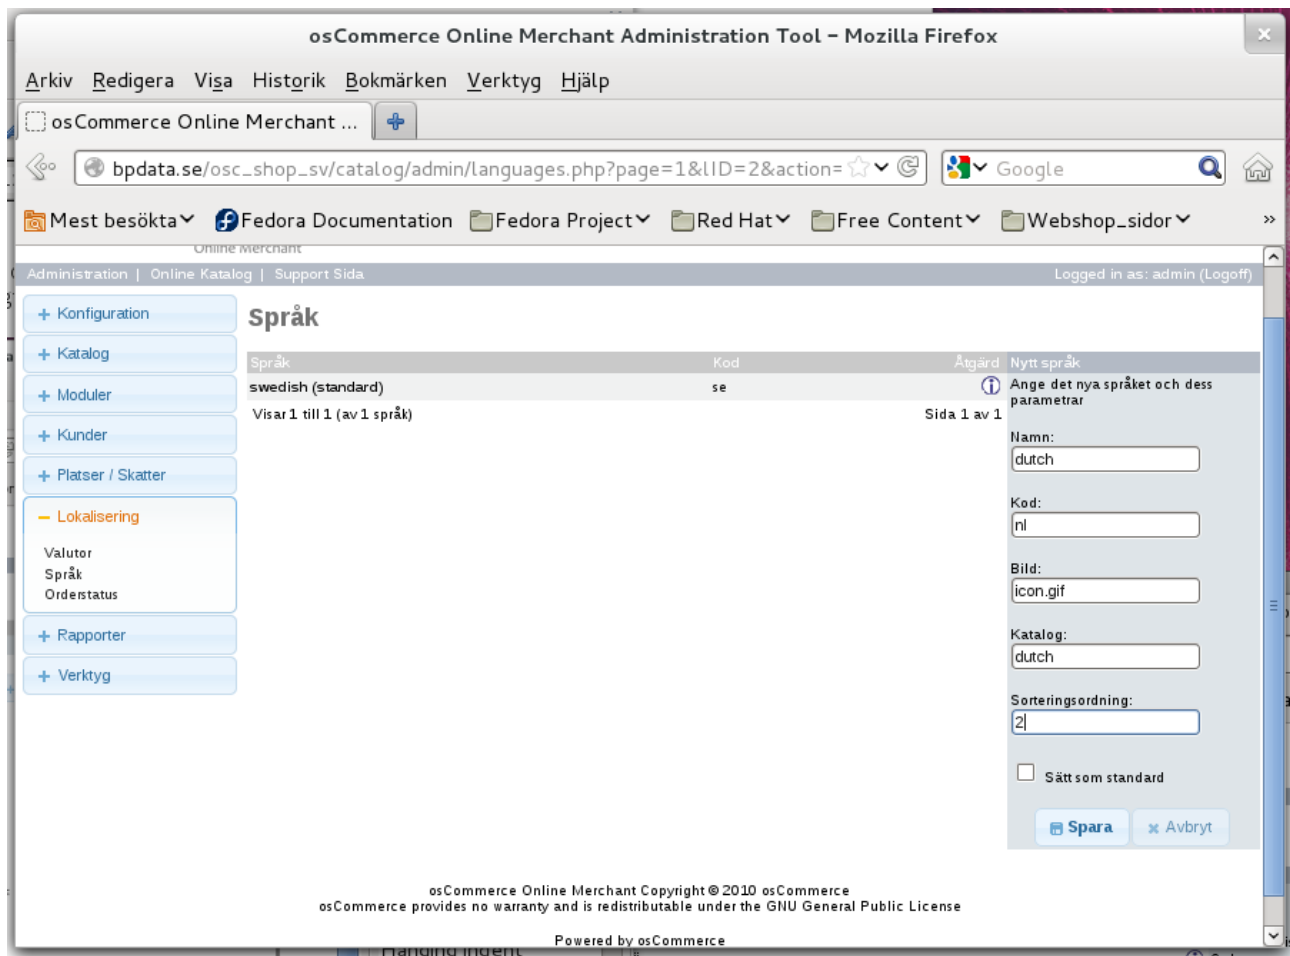 osCommerce Online Merchant Administration Tool – Mozilla Firefox
Arkiv Redigera Visa Historik Bokmärken Verktyg Hjälp
osCommerce Online Merchant ...
bpdata.se/osc_shop_sv/catalog/admin/languages.php?page=1&lID=2&action= Google
Mest besökta Fedora Documentation Fedora Project Red Hat Free Content Webshop_sidor »
Online Merchant
Administration | Online Katalog | Support Sida Logged in as: admin (Logoff)
Konfiguration
Katalog
Moduler
Kunder
Platser / Skatter
Lokalisering
Valutor
Språk
Orderstatus
Rapporter
Verktyg
Språk
Språk Kod Åtgärd
swedish (standard) se
Visar 1 till 1 (av 1 språk) Sida 1 av 1
Nytt språk
Ange det nya språket och dess
parametrar
Namn:
dutch
Kod:
nl
Bild:
icon.gif
Katalog:
dutch
Sorteringsordning:
2
Sätt som standard
Spara Avbryt
osCommerce Online Merchant Copyright © 2010 osCommerce
osCommerce provides no warranty and is redistributable under the GNU General Public License
Powered by osCommerce
Hanging indent